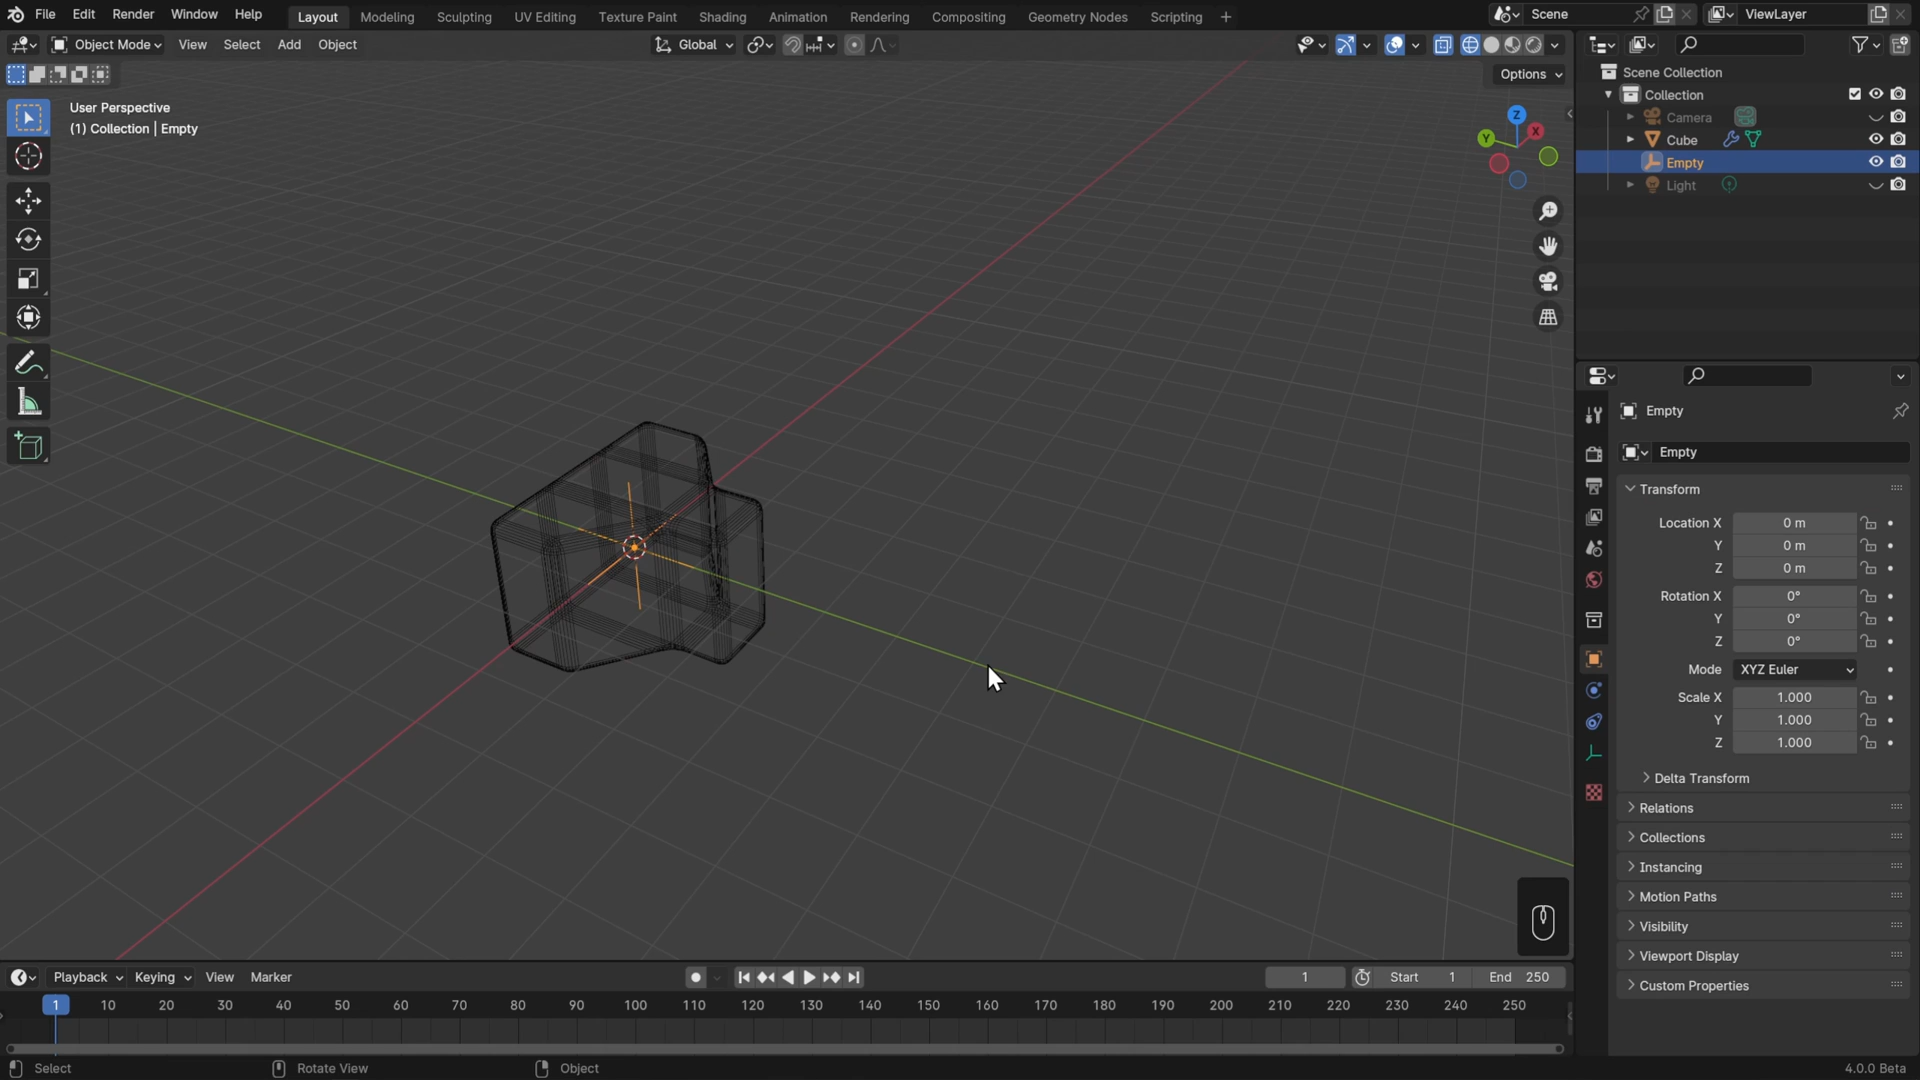 File Edit Render Window Help Layout Modeling Sculpting UV Editing Texture Paint Shading Animation Rendering Compositing Geometry Nodes Scripting + Scene ViewLayer
Object Mode View Select Add Object Global
Options
User Perspective
(1) Collection | Empty
Z
X
Y
Scene Collection
Collection
Camera
Cube
Empty
Light
Empty
Empty
Transform
Location X 0 m
Y 0 m
Z 0 m
Rotation X 0°
Y 0°
Z 0°
Mode XYZ Euler
Scale X 1.000
Y 1.000
Z 1.000
Delta Transform
Relations
Collections
Instancing
Motion Paths
Visibility
Viewport Display
Custom Properties
Playback Keying View Marker 1 Start 1 End 250
1 10 20 30 40 50 60 70 80 90 100 110 120 130 140 150 160 170 180 190 200 210 220 230 240 250
Select Rotate View Object 4.0.0 Beta